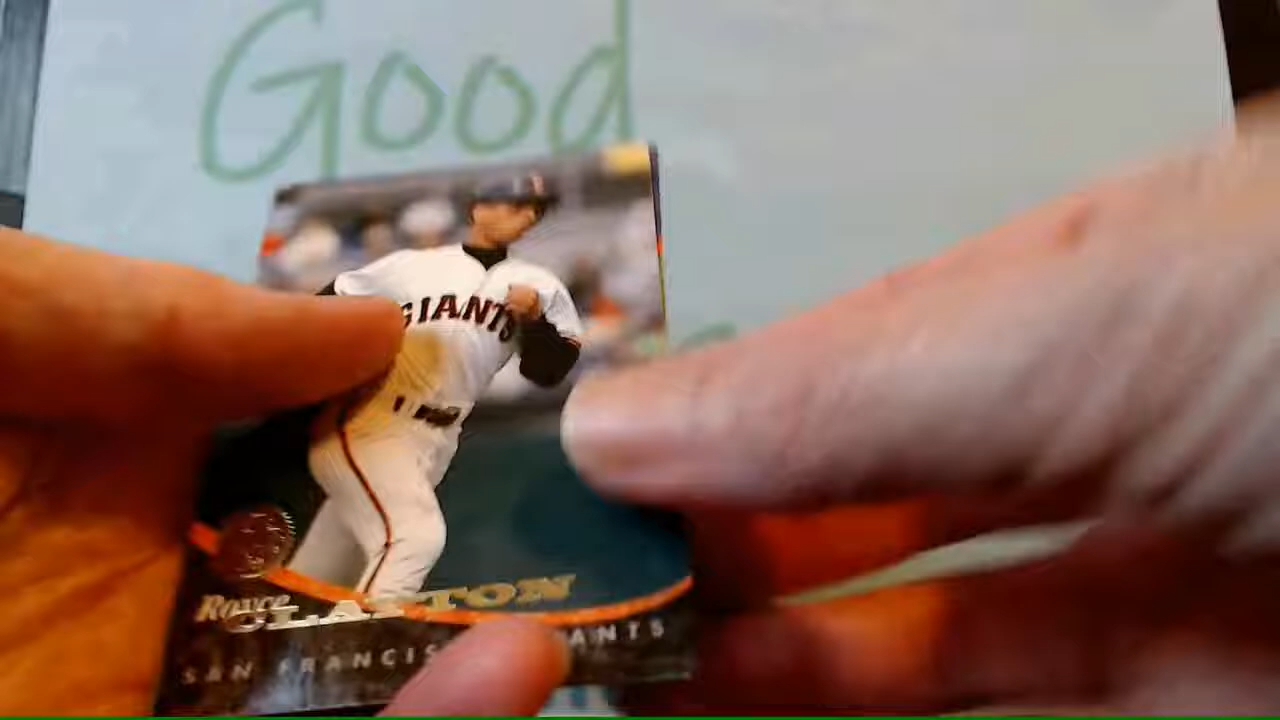 Good
GIANTS
Royce
CLAYTON
SAN FRANCIS ANTS